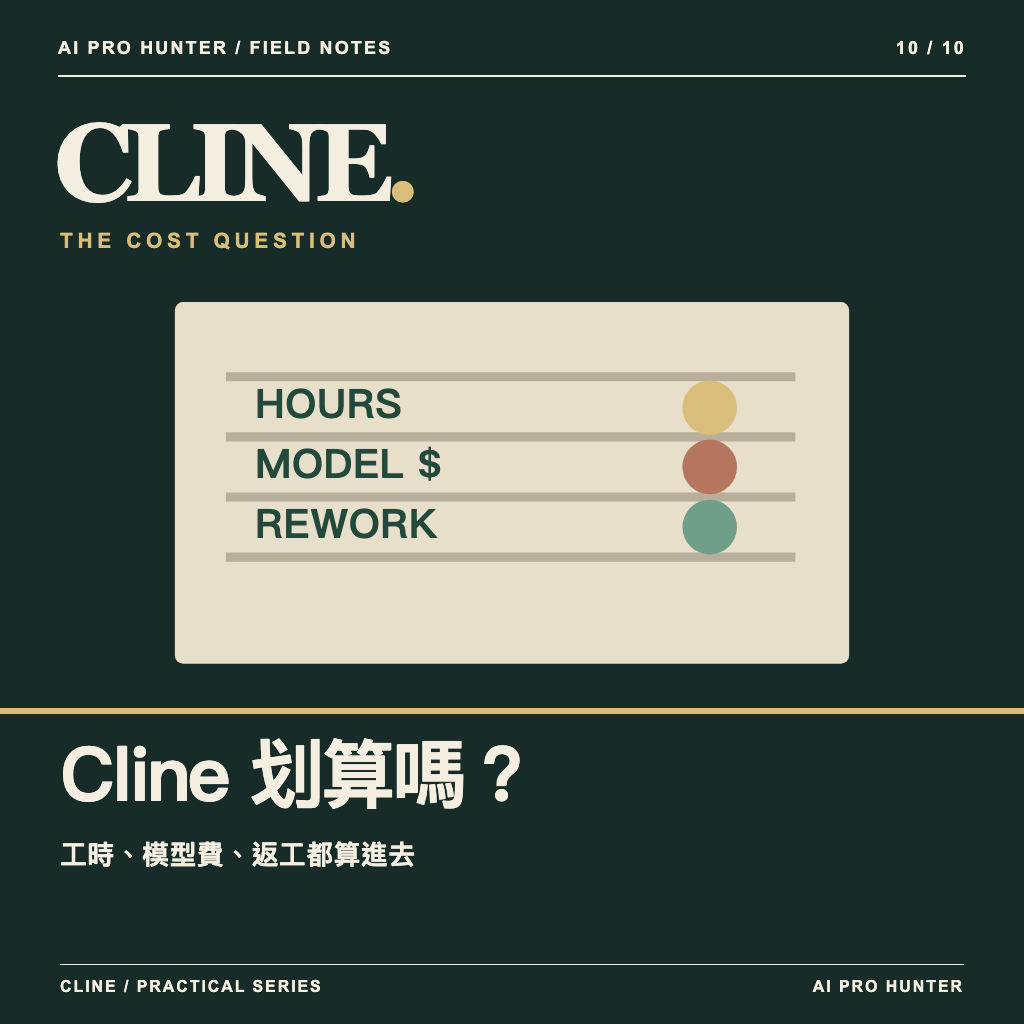 AI PRO HUNTER / FIELD NOTES
10 / 10
CLINE.
THE COST QUESTION
HOURS
MODEL $
REWORK
Cline 划算嗎？
工時、模型費、返工都算進去
CLINE / PRACTICAL SERIES
AI PRO HUNTER